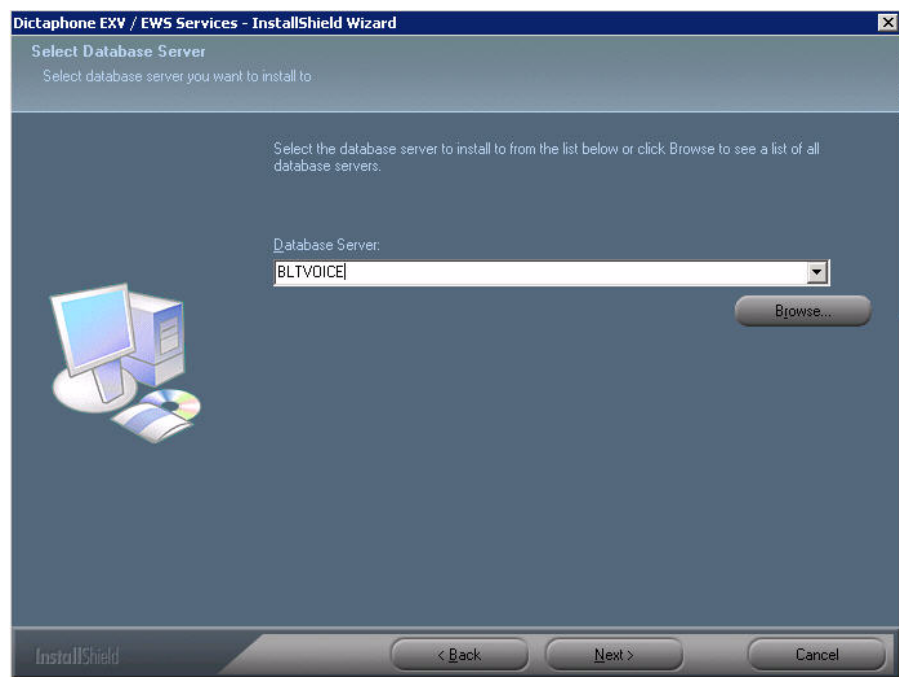 Dictaphone EXV / EWS Services - InstallShield Wizard
Select Database Server
Select database server you want to install to
Select the database server to install to from the list below or click Browse to see a list of all
database servers.
Database Server:
BLTVOICE
Browse...
InstallShield
< Back
Next >
Cancel